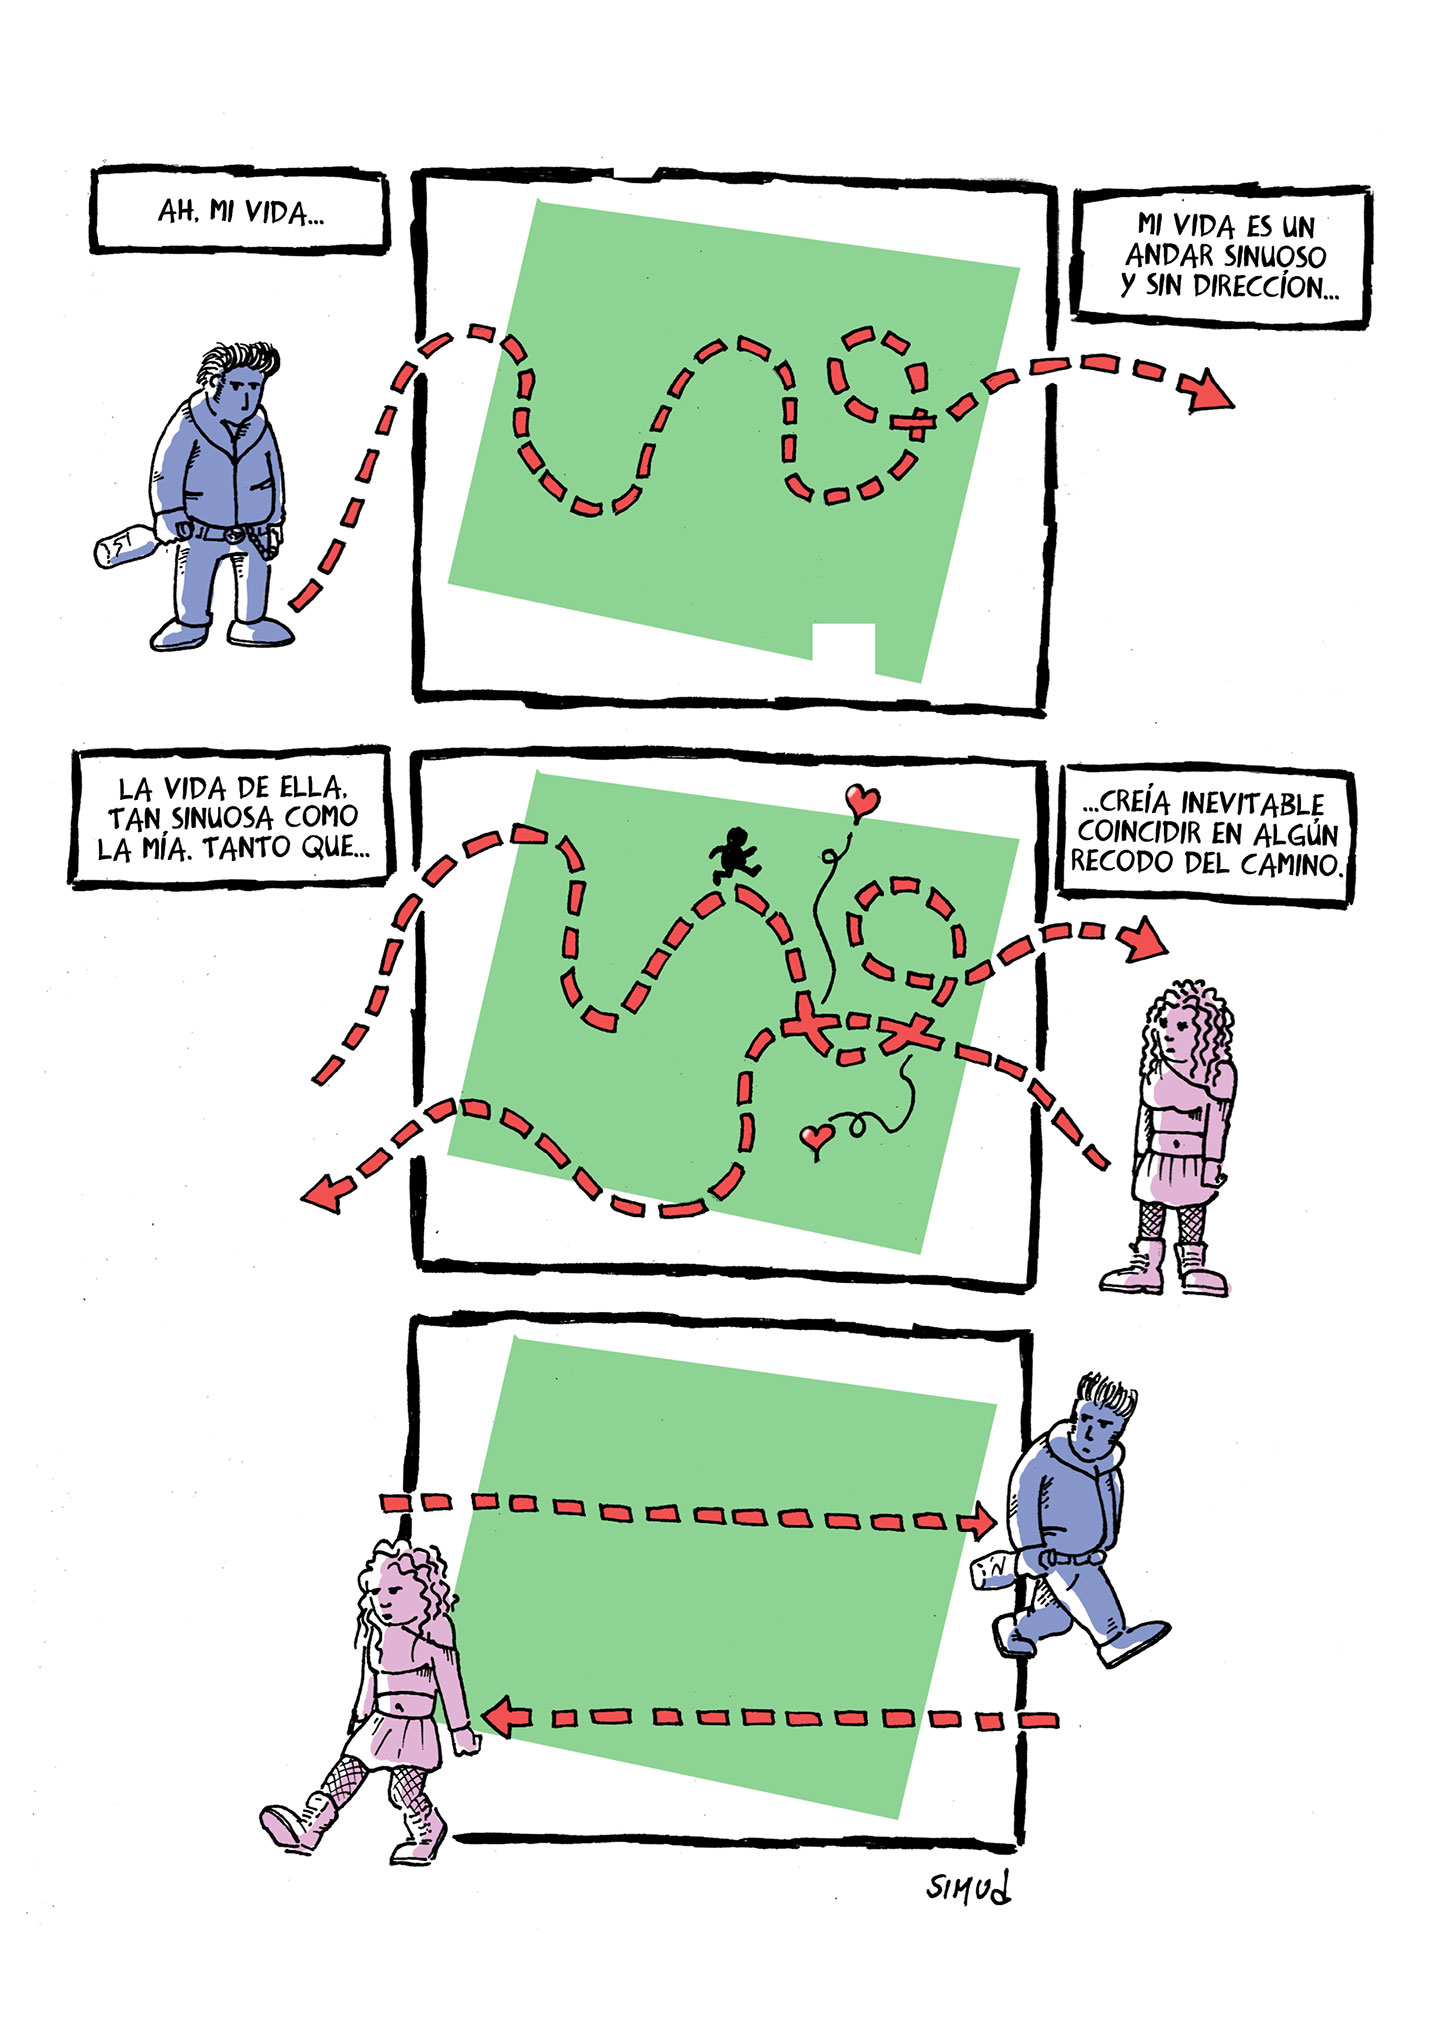 AH, MI VIDA...
MI VIDA ES UN
ANDAR SINUOSO
Y SIN DIRECCÍON...
LA VIDA DE ELLA,
TAN SINUOSA COMO
LA MÍA. TANTO QUE...
...CREÍA INEVITABLE
COINCIDIR EN ALGÚN
RECODO DEL CAMINO.
SIMUd